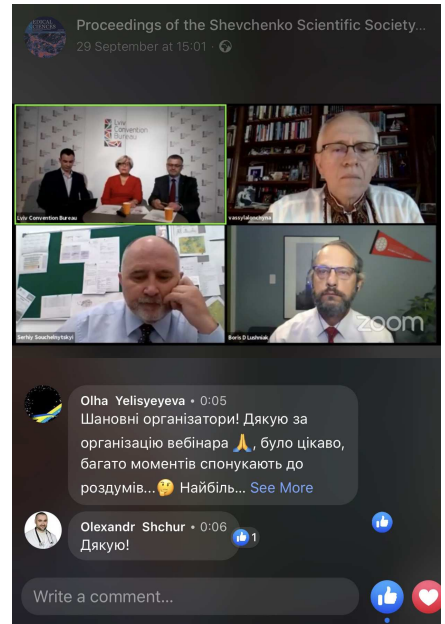 Proceedings of the Shevchenko Scientific Society...
29 September at 15:01 ·
Lviv
Convention
Bureau
Lviv Convention Bureau
vassylalonchyna
Serhiy Souchelnytskyi
Boris D Lushniak
zoom
Olha Yelisyeyeva • 0:05
Шановні організатори! Дякую за
організацію вебінара 🙏, було цікаво,
багато моментів спонукають до
роздумів...🤔 Найбіль... See More
Olexandr Shchur • 0:06
Дякую!
1
Write a comment...